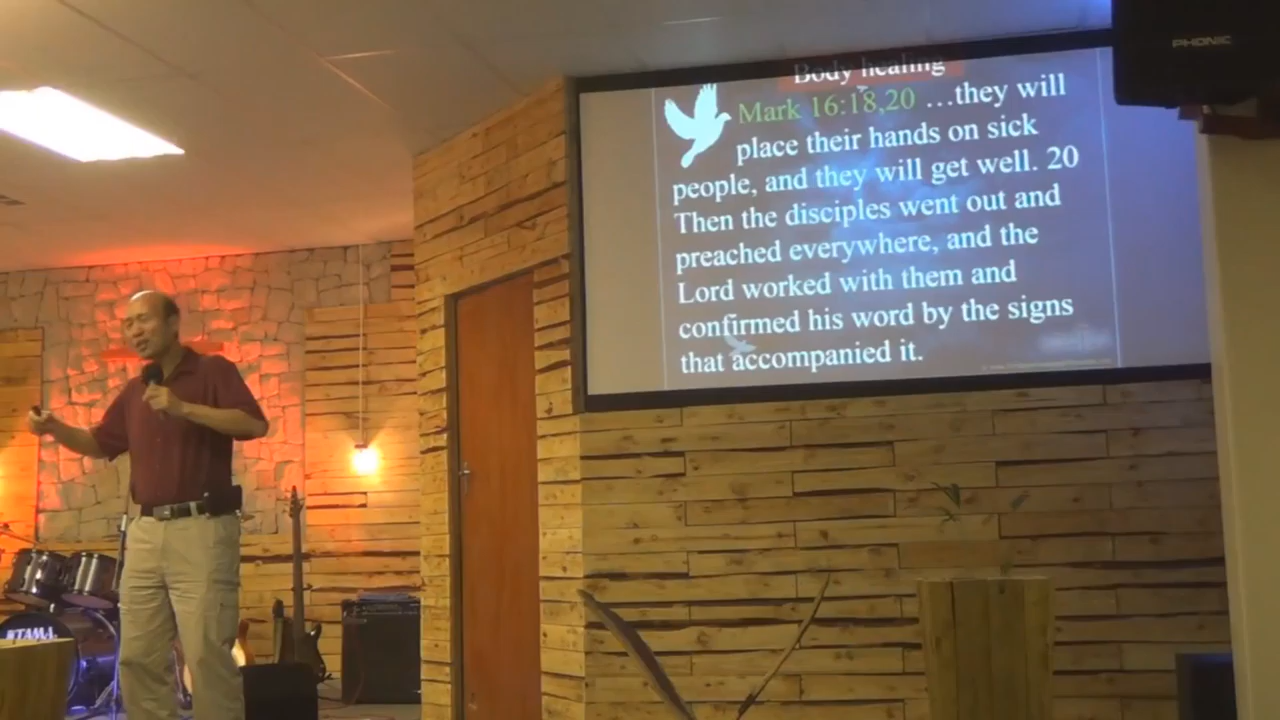 PHONIC
Body healing
Mark 16:18,20 …they will
place their hands on sick
people, and they will get well. 20
Then the disciples went out and
preached everywhere, and the
Lord worked with them and
confirmed his word by the signs
that accompanied it.
TAMA